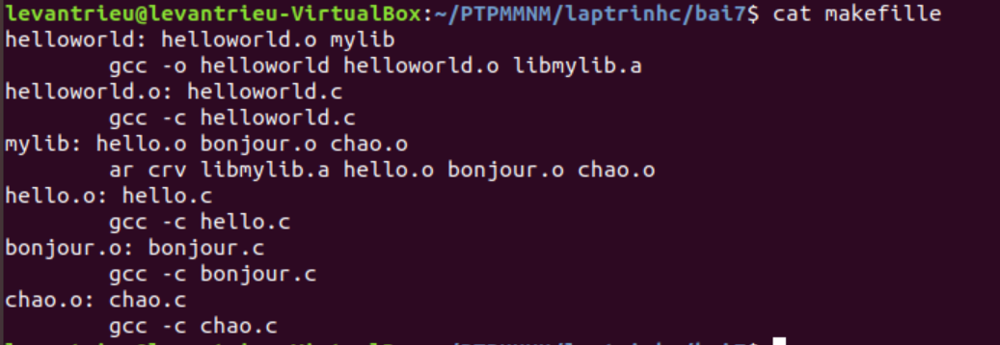 levantrieu@levantrieu-VirtualBox:~/PTPMMNM/laptrinhc/bai7$ cat makefille
helloworld: helloworld.o mylib
        gcc -o helloworld helloworld.o libmylib.a
helloworld.o: helloworld.c
        gcc -c helloworld.c
mylib: hello.o bonjour.o chao.o
        ar crv libmylib.a hello.o bonjour.o chao.o
hello.o: hello.c
        gcc -c hello.c
bonjour.o: bonjour.c
        gcc -c bonjour.c
chao.o: chao.c
        gcc -c chao.c